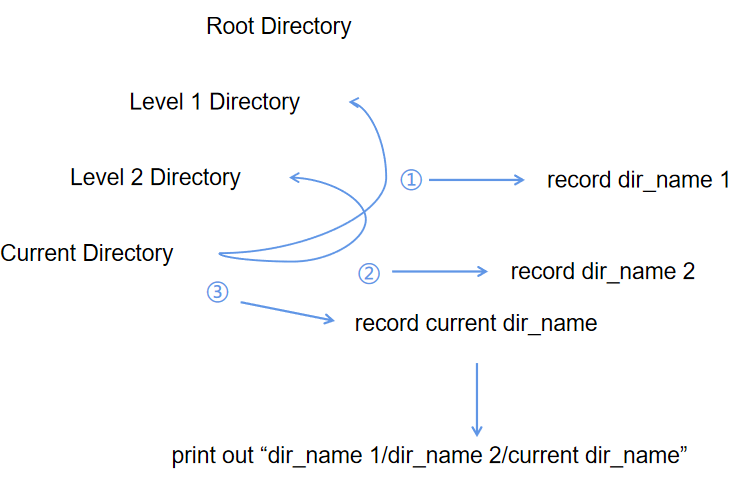 Root Directory
Level 1 Directory
Level 2 Directory
① record dir_name 1
Current Directory
② record dir_name 2
③
record current dir_name
print out “dir_name 1/dir_name 2/current dir_name”